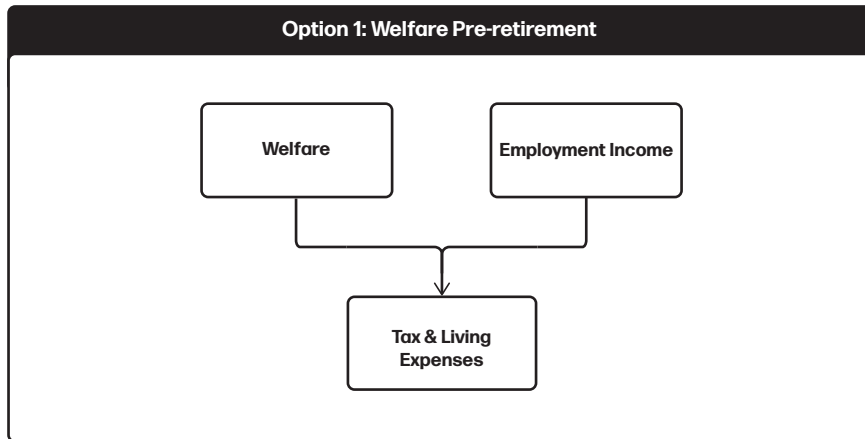 Option 1: Welfare Pre-retirement
Welfare
Employment Income
Tax & Living
Expenses